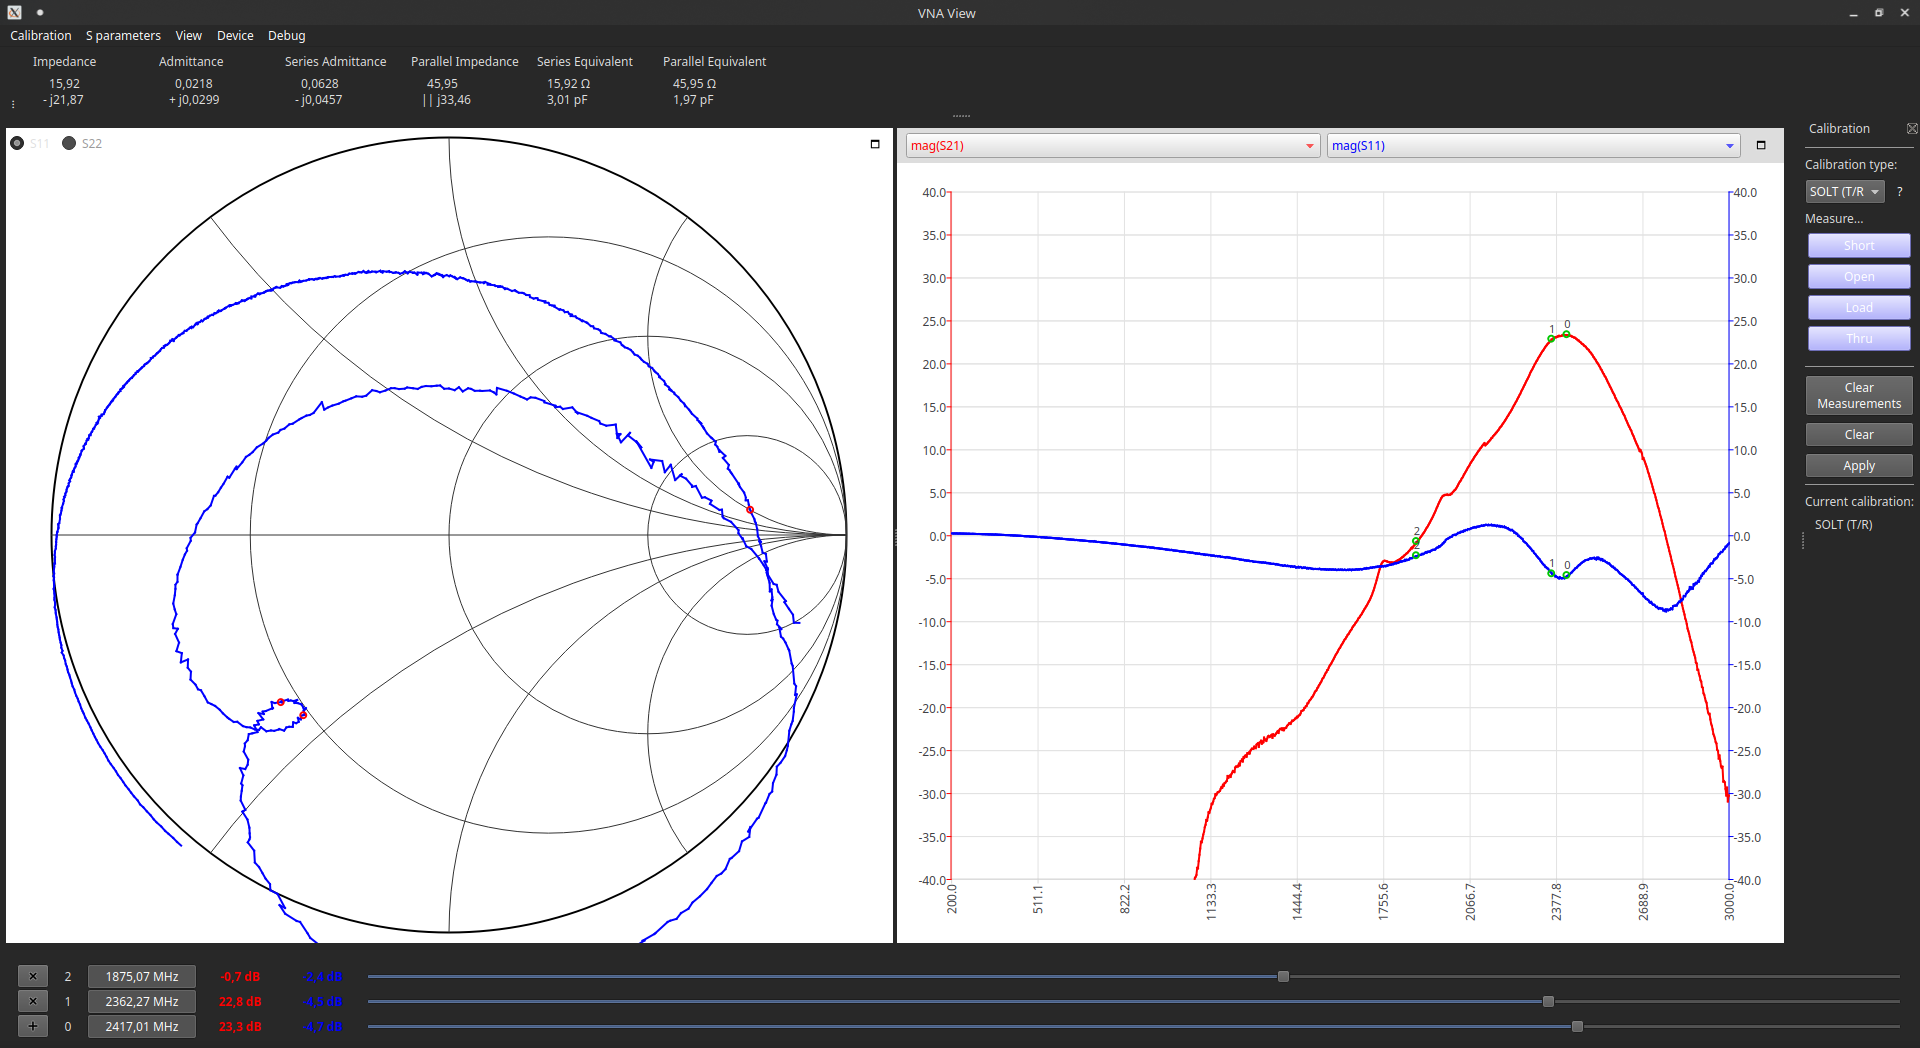 VNA View
Calibration S parameters View Device Debug
Impedance Admittance Series Admittance Parallel Impedance Series Equivalent Parallel Equivalent
15,92 0,0218 0,0628 45,95 15,92 Ω 45,95 Ω
- j21,87 + j0,0299 - j0,0457 || j33,46 3,01 pF 1,97 pF
S11 S22
mag(S21) mag(S11)
40.0 40.0
35.0 35.0
30.0 30.0
25.0 25.0
20.0 20.0
15.0 15.0
10.0 10.0
5.0 5.0
0.0 0.0
-5.0 -5.0
-10.0 -10.0
-15.0 -15.0
-20.0 -20.0
-25.0 -25.0
-30.0 -30.0
-35.0 -35.0
-40.0 -40.0
1 0
2
2
1 0
200.0 511.1 822.2 1133.3 1444.4 1755.6 2066.7 2377.8 2688.9 3000.0
Calibration
Calibration type:
SOLT (T/R ?
Measure...
Short
Open
Load
Thru
Clear
Measurements
Clear
Apply
Current calibration:
SOLT (T/R)
× 2 1875,07 MHz -0,7 dB -2,4 dB
× 1 2362,27 MHz 22,8 dB -4,5 dB
+ 0 2417,01 MHz 23,3 dB -4,7 dB